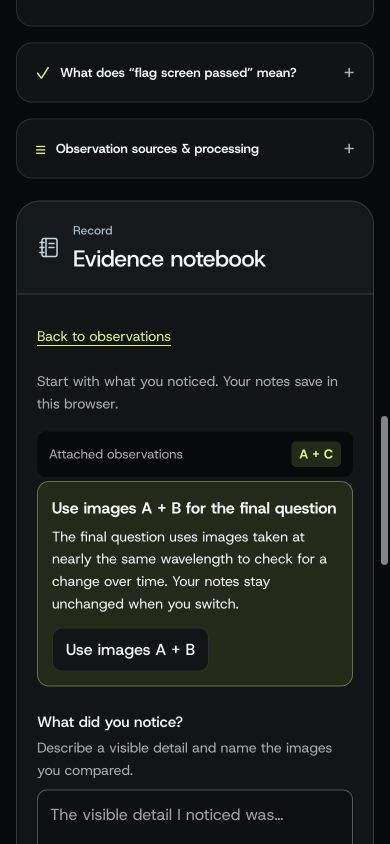 What does “flag screen passed” mean?
Observation sources & processing
Record
Evidence notebook
Back to observations
Start with what you noticed. Your notes save in
this browser.
Attached observations A + C
Use images A + B for the final question
The final question uses images taken at
nearly the same wavelength to check for a
change over time. Your notes stay
unchanged when you switch.
Use images A + B
What did you notice?
Describe a visible detail and name the images
you compared.
The visible detail I noticed was...